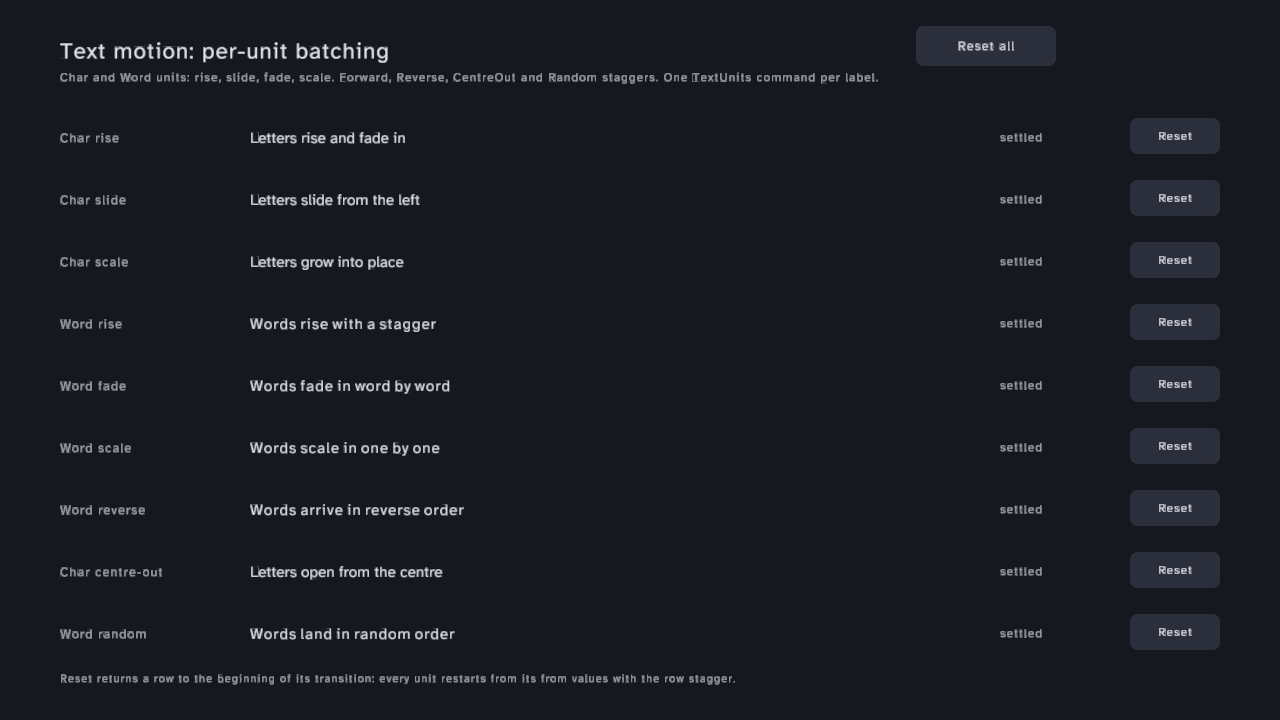 Text motion: per-unit batching
Reset all
Char and Word units: rise, slide, fade, scale. Forward, Reverse, CentreOut and Random staggers. One TextUnits command per label.
Char rise Letters rise and fade in settled Reset
Char slide Letters slide from the left settled Reset
Char scale Letters grow into place settled Reset
Word rise Words rise with a stagger settled Reset
Word fade Words fade in word by word settled Reset
Word scale Words scale in one by one settled Reset
Word reverse Words arrive in reverse order settled Reset
Char centre-out Letters open from the centre settled Reset
Word random Words land in random order settled Reset
Reset returns a row to the beginning of its transition: every unit restarts from its from values with the row stagger.